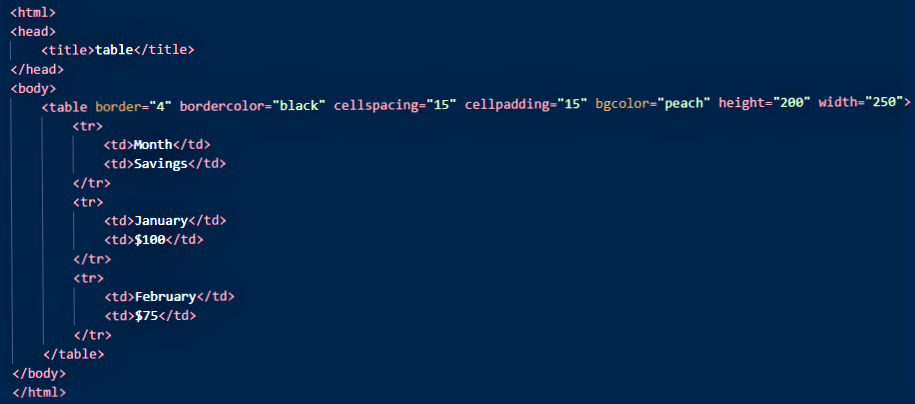 <html>
<head>
<title>table</title>
</head>
<body>
<table border="4" bordercolor="black" cellspacing="15" cellpadding="15" bgcolor="peach" height="200" width="250">
<tr>
<td>Month</td>
<td>Savings</td>
</tr>
<tr>
<td>January</td>
<td>$100</td>
</tr>
<tr>
<td>February</td>
<td>$75</td>
</tr>
</table>
</body>
</html>